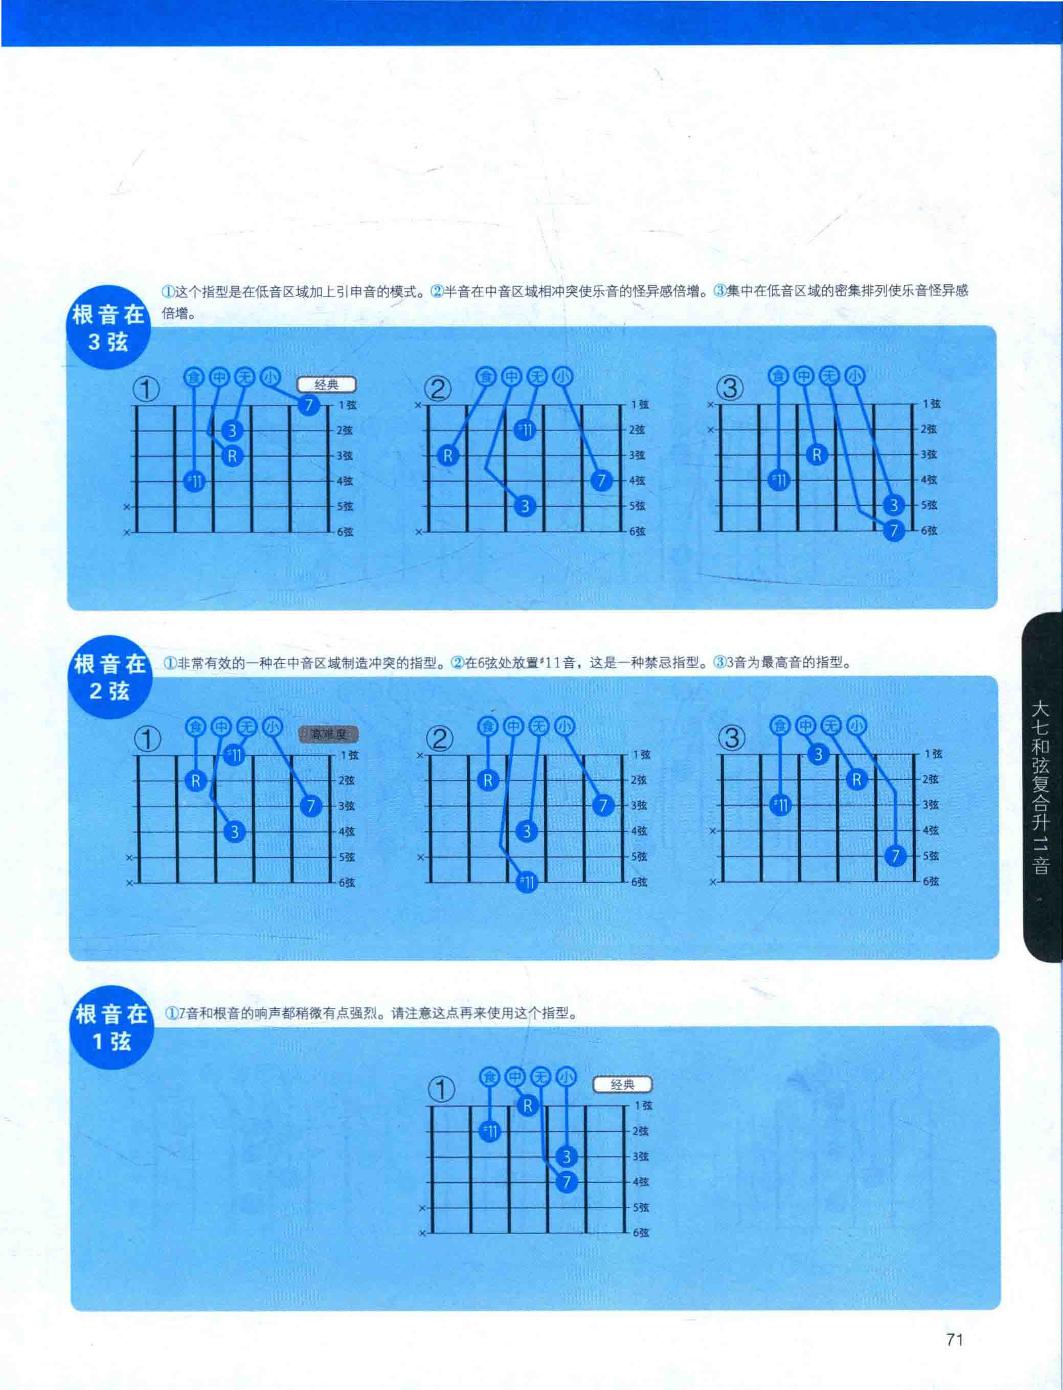 ①这个指型是在低音区域加上引申音的模式。②半音在中音区域相冲突使乐音的怪异感倍增。③集中在低音区域的密集排列使乐音怪异感
倍增。
根音在
3弦
① 食 中 无 小 经典
7 1弦
3 2弦
R 3弦
#11 4弦
× 5弦
× 6弦
② 食 中 无 小
× 1弦
#11 2弦
R 3弦
7 4弦
3 5弦
× 6弦
③ 食 中 无 小
× 1弦
× 2弦
R 3弦
#11 4弦
3 5弦
7 6弦
根音在
2弦
①非常有效的一种在中音区域制造冲突的指型。②在6弦处放置#11音，这是一种禁忌指型。③3音为最高音的指型。
① 食 中 无 小 高难度
#11 1弦
R 2弦
7 3弦
3 4弦
× 5弦
× 6弦
② 食 中 无 小
× 1弦
R 2弦
7 3弦
3 4弦
× 5弦
#11 6弦
③ 食 中 无 小
3 1弦
R 2弦
#11 3弦
× 4弦
7 5弦
× 6弦
根音在
1弦
①7音和根音的响声都稍微有点强烈。请注意这点再来使用这个指型。
① 食 中 无 小 经典
R 1弦
#11 2弦
3 3弦
7 4弦
× 5弦
× 6弦
大七和弦复合升11音
71